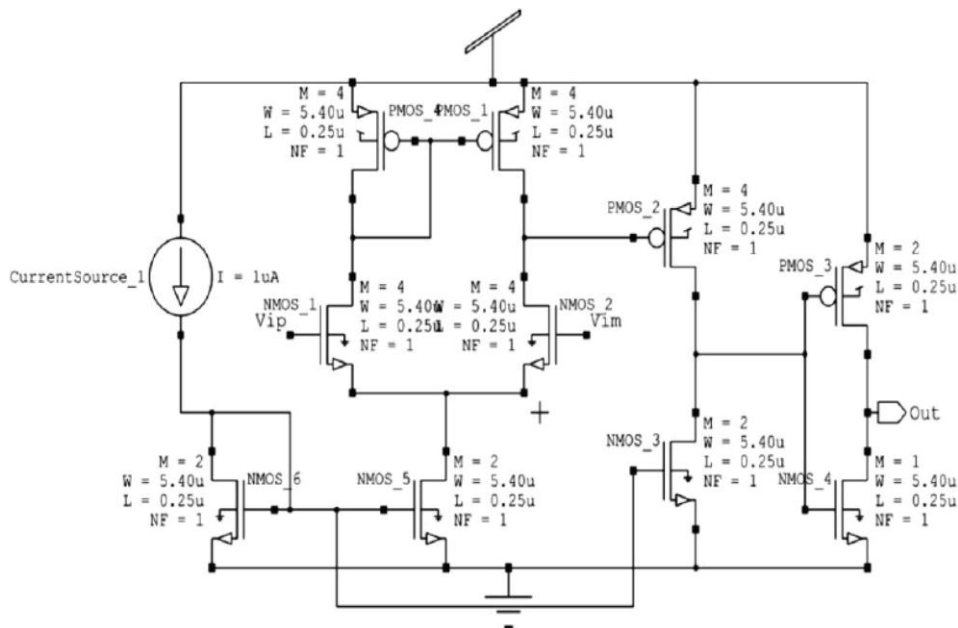 M = 4
W = 5.40u
L = 0.25u
NF = 1
PMOS_4
PMOS_1
M = 4
W = 5.40u
L = 0.25u
NF = 1
PMOS_2
M = 4
W = 5.40u
L = 0.25u
NF = 1
PMOS_3
M = 2
W = 5.40u
L = 0.25u
NF = 1
CurrentSource_1
I = 1uA
NMOS_1
Vip
M = 4
W = 5.40u
L = 0.25u
NF = 1
M = 4
W = 5.40u
L = 0.25u
NF = 1
NMOS_2
Vim
Out
M = 2
W = 5.40u
L = 0.25u
NF = 1
NMOS_6
NMOS_5
M = 2
W = 5.40u
L = 0.25u
NF = 1
NMOS_3
M = 2
W = 5.40u
L = 0.25u
NF = 1
NMOS_4
M = 1
W = 5.40u
L = 0.25u
NF = 1